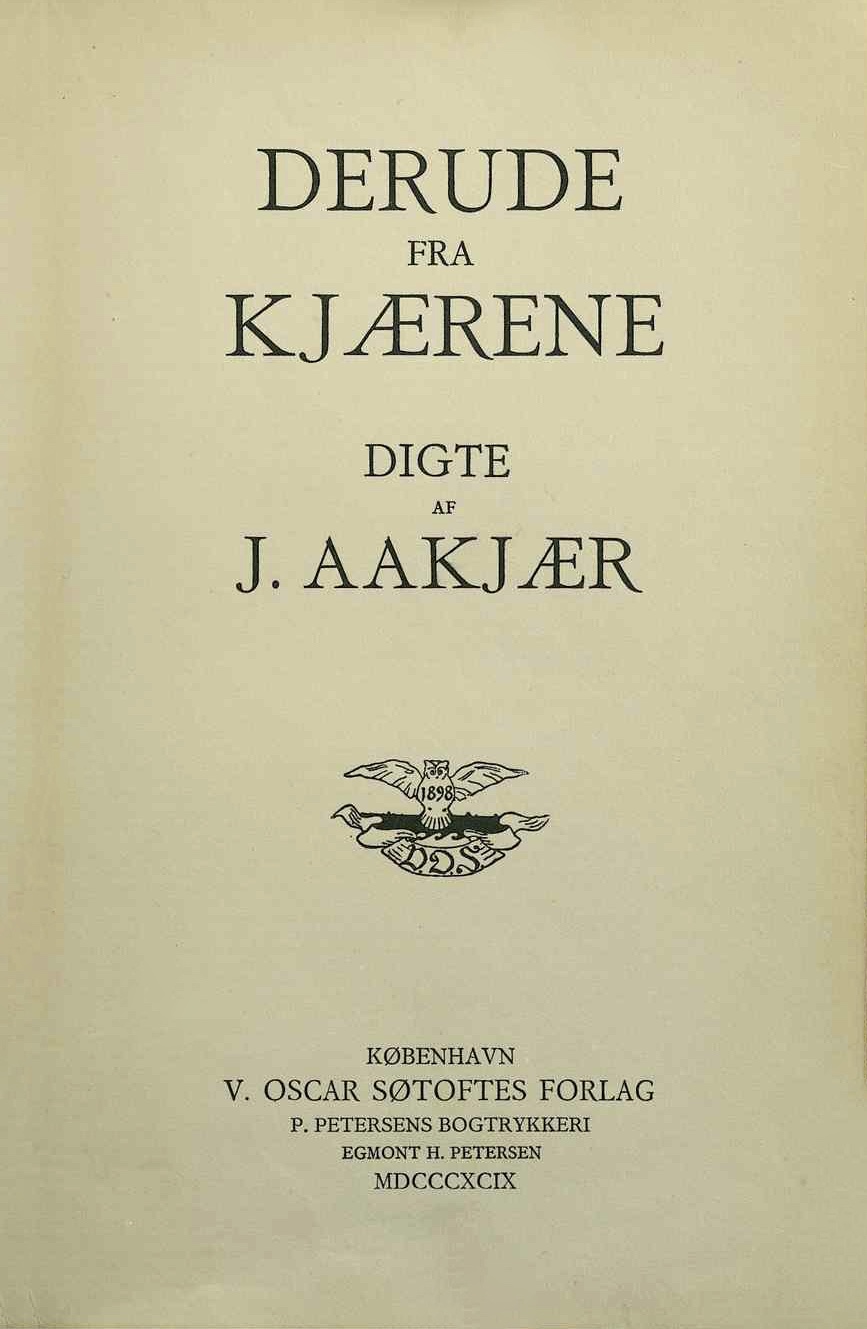 DERUDE
FRA
KJÆRENE
DIGTE
AF
J. AAKJÆR
1898
D.D.S.
KØBENHAVN
V. OSCAR SØTOFTES FORLAG
P. PETERSENS BOGTRYKKERI
EGMONT H. PETERSEN
MDCCCXCIX